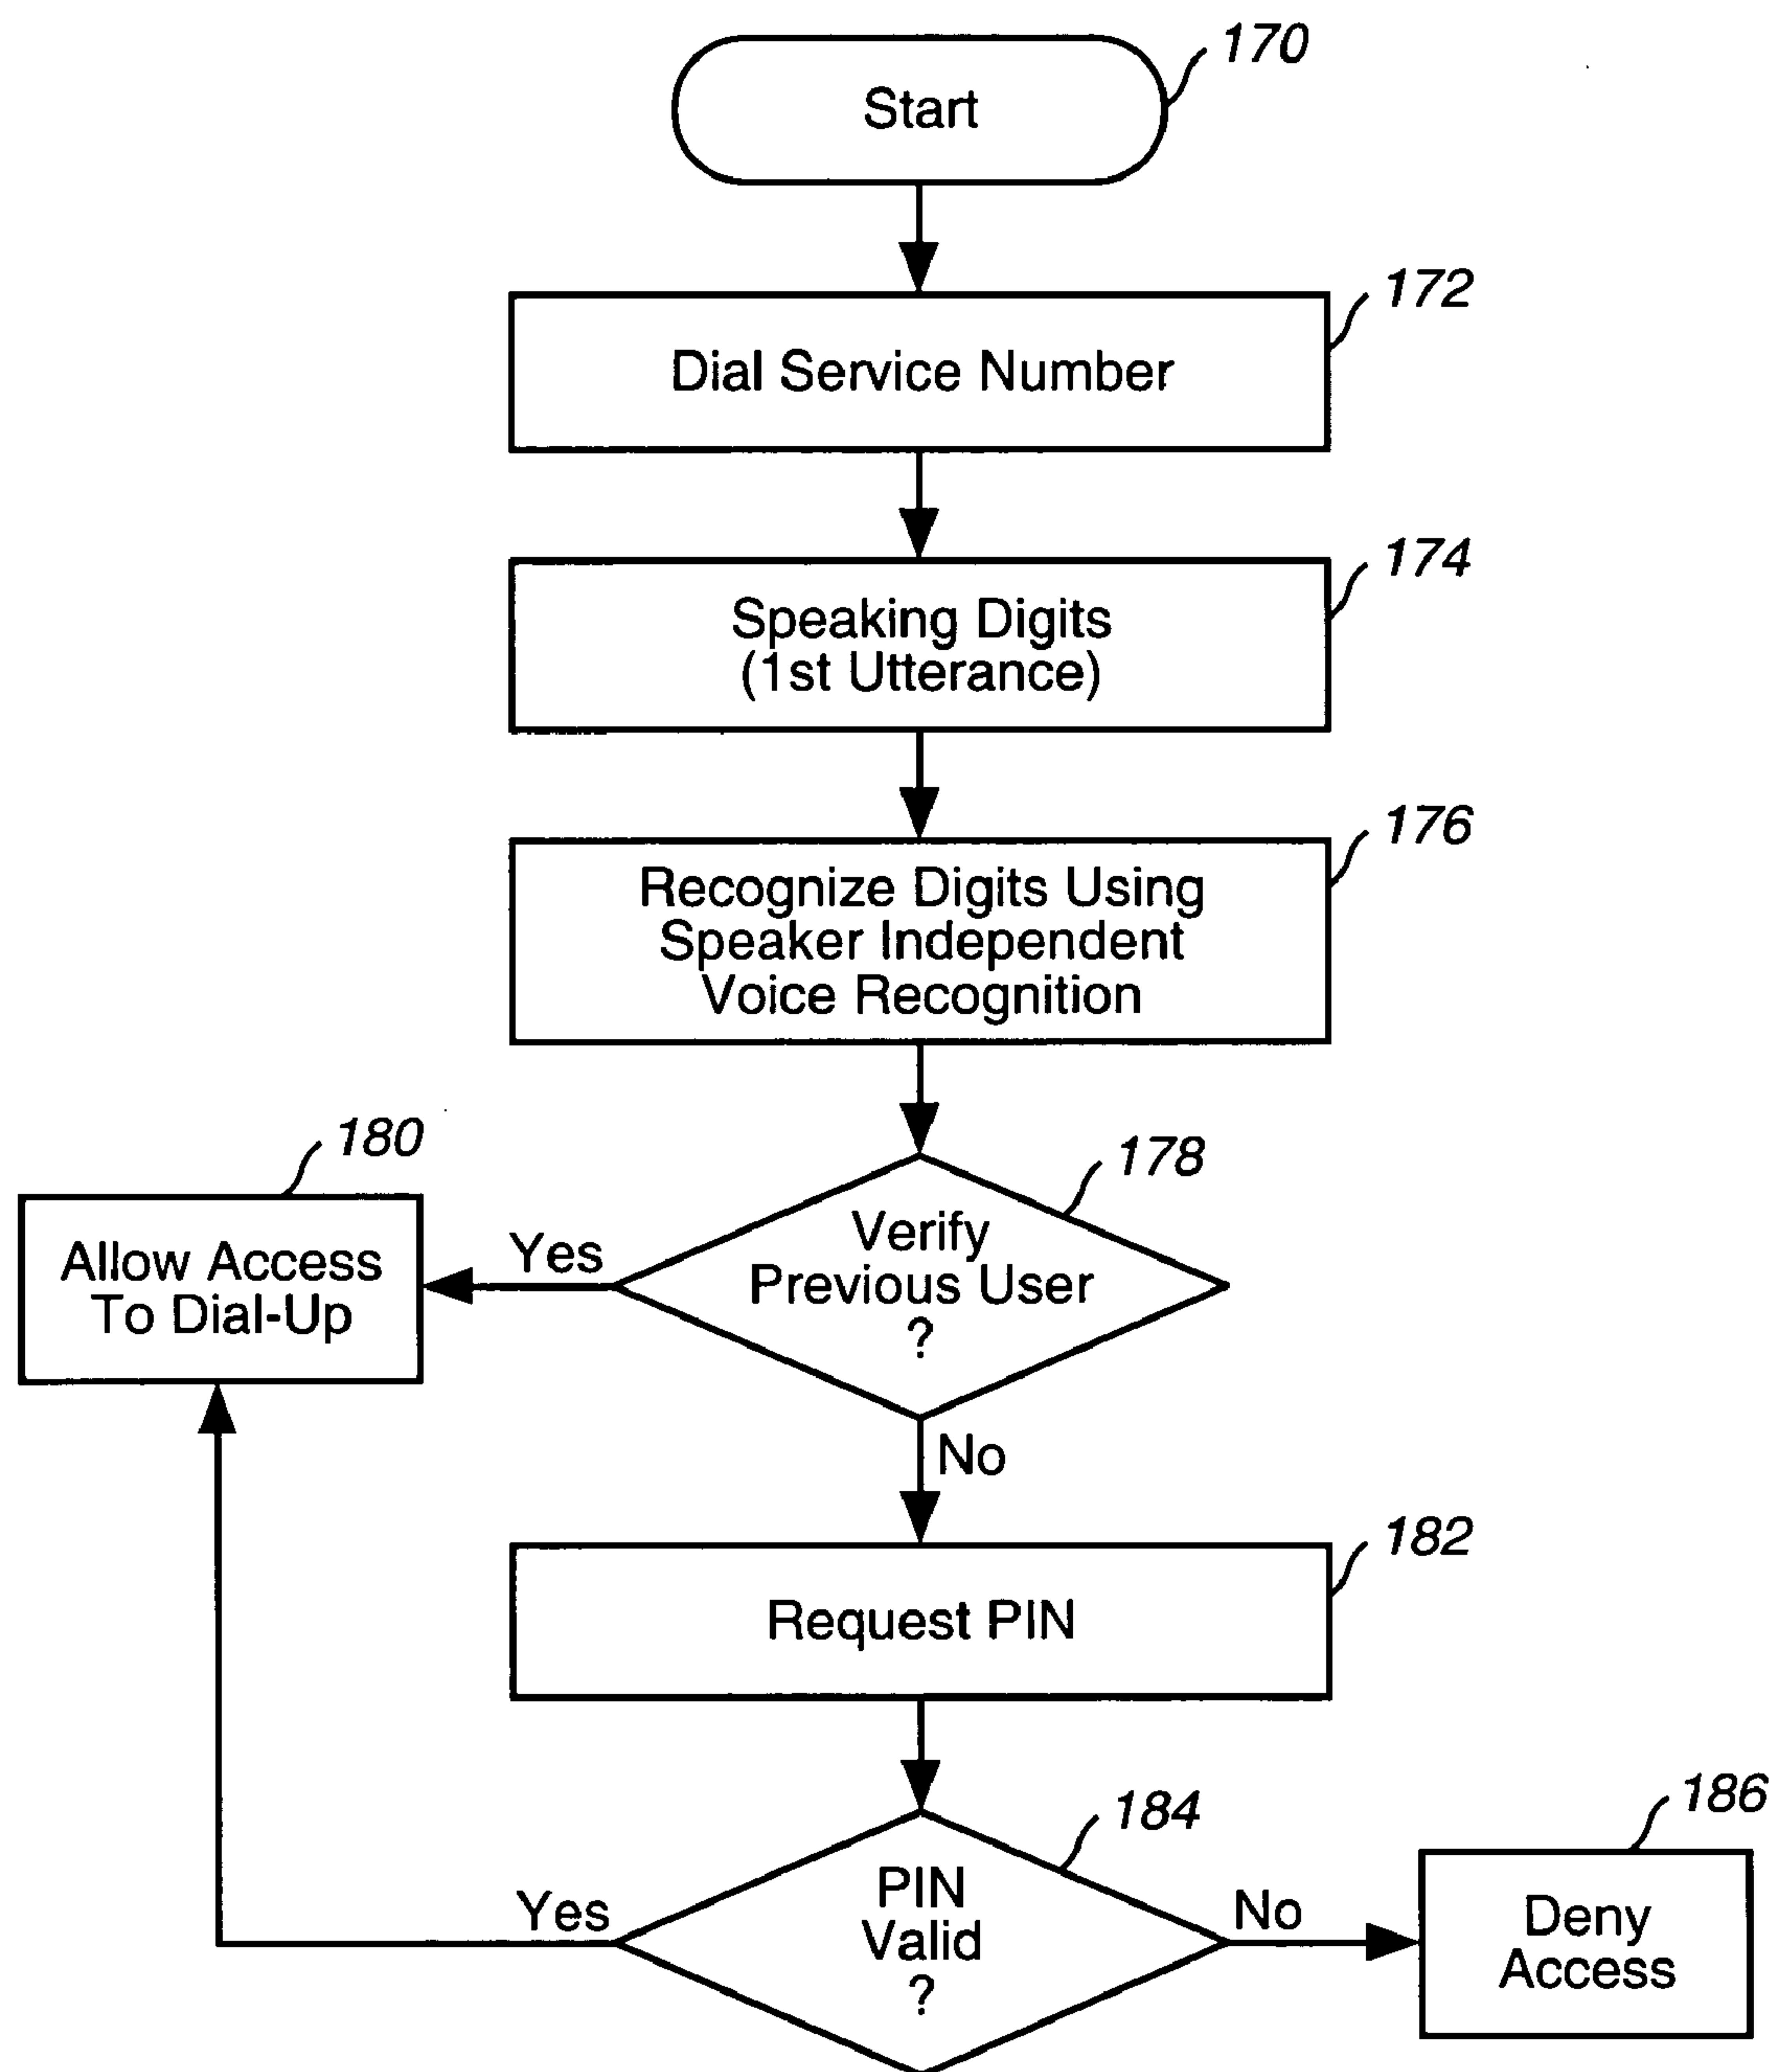 170
Start
172
Dial Service Number
174
Speaking Digits
(1st Utterance)
176
Recognize Digits Using
Speaker Independent
Voice Recognition
178
Verify
Previous User
?
180
Allow Access
To Dial-Up
Yes
No
182
Request PIN
184
PIN
Valid
?
Yes
No
186
Deny
Access